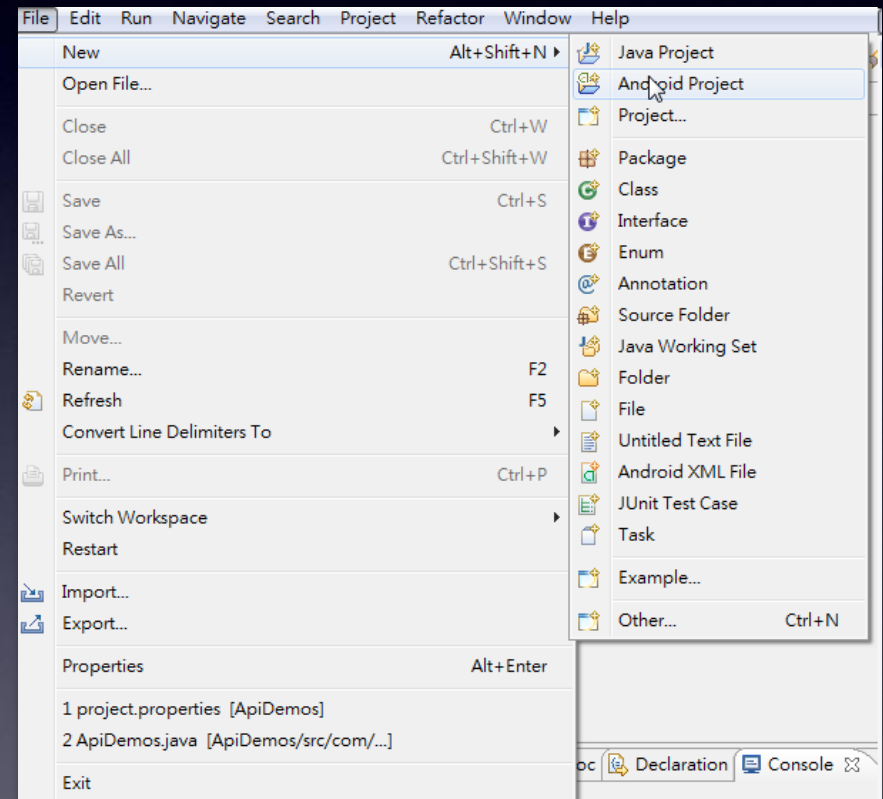 File Edit Run Navigate Search Project Refactor Window Help
New Alt+Shift+N
Open File...
Close Ctrl+W
Close All Ctrl+Shift+W
Save Ctrl+S
Save As...
Save All Ctrl+Shift+S
Revert
Move...
Rename... F2
Refresh F5
Convert Line Delimiters To
Print... Ctrl+P
Switch Workspace
Restart
Import...
Export...
Properties Alt+Enter
1 project.properties [ApiDemos]
2 ApiDemos.java [ApiDemos/src/com/...]
Exit
Java Project
Android Project
Project...
Package
Class
Interface
Enum
Annotation
Source Folder
Java Working Set
Folder
File
Untitled Text File
Android XML File
JUnit Test Case
Task
Example...
Other... Ctrl+N
oc Declaration Console